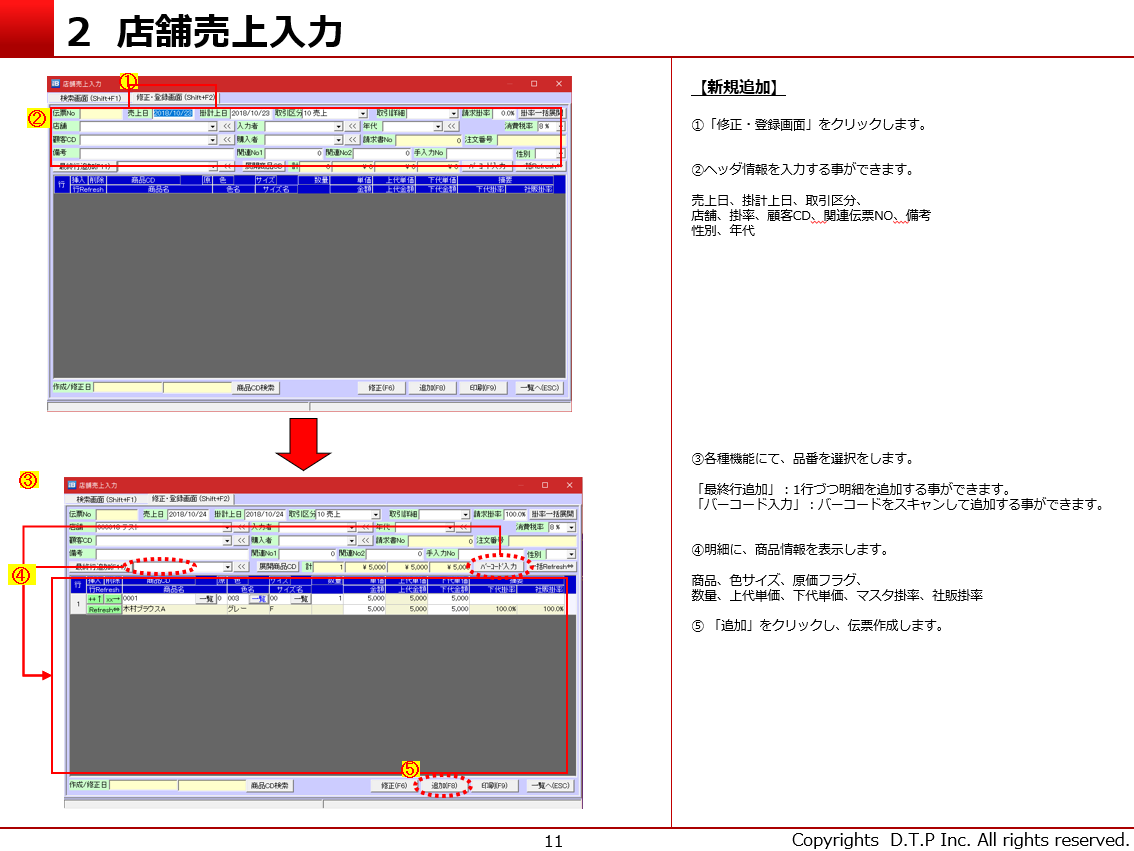 2 店舗売上入力
①
②
店舗売上入力
検索画面 (Shift+F1) 修正・登録画面 (Shift+F2)
伝票No 売上日 2018/10/23 掛計上日 2018/10/23 取引区分 10 売上 取引詳細 請求掛率 0.0% 掛率一括展開
店舗 << 入力者 << 年代 << 消費税率 8 %
顧客CD << 購入者 << 請求書No 0 注文番号
備考 関連No1 0 関連No2 0 手入力No 性別
最終行追加(F11) << 展開商品CD 計 0 ¥ 0 ¥ 0 ¥ 0 バーコード入力 一括Refresh
行 挿入 削除 商品CD 原 色 サイズ 数量 単価 上代単価 下代単価 摘要
行Refresh 商品名 色名 サイズ名 金額 上代金額 下代金額 下代掛率 社販掛率
作成/修正日 商品CD検索 修正(F6) 追加(F8) 印刷(F9) 一覧へ(ESC)
③
④
店舗売上入力
検索画面 (Shift+F1) 修正・登録画面 (Shift+F2)
伝票No 売上日 2018/10/24 掛計上日 2018/10/24 取引区分 10 売上 取引詳細 請求掛率 100.0% 掛率一括展開
店舗 000018 テスト << 入力者 << 年代 << 消費税率 8 %
顧客CD << 購入者 << 請求書No 0 注文番号
備考 関連No1 0 関連No2 0 手入力No 性別
最終行追加(F11) << 展開商品CD 計 1 ¥ 5,000 ¥ 5,000 ¥ 5,000 バーコード入力 一括Refresh
行 挿入 削除 商品CD 原 色 サイズ 数量 単価 上代単価 下代単価 摘要
行Refresh 商品名 色名 サイズ名 金額 上代金額 下代金額 下代掛率 社販掛率
1 0001 一覧 0 003 一覧 00 一覧 1 5,000 5,000 5,000
Refresh 木村ブラウスA グレー F 5,000 5,000 5,000 100.0% 100.0%
⑤
作成/修正日 商品CD検索 修正(F6) 追加(F8) 印刷(F9) 一覧へ(ESC)
【新規追加】
①「修正・登録画面」をクリックします。
②ヘッダ情報を入力する事ができます。
売上日、掛計上日、取引区分、
店舗、掛率、顧客CD、関連伝票NO、備考
性別、年代
③各種機能にて、品番を選択をします。
「最終行追加」：1行づつ明細を追加する事ができます。
「バーコード入力」：バーコードをスキャンして追加する事ができます。
④明細に、商品情報を表示します。
商品、色サイズ、原価フラグ、
数量、上代単価、下代単価、マスタ掛率、社販掛率
⑤ 「追加」をクリックし、伝票作成します。
11
Copyrights D.T.P Inc. All rights reserved.